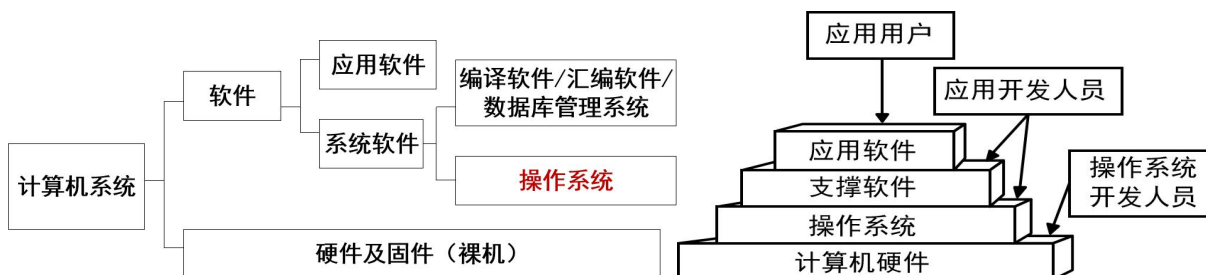 计算机系统
软件
应用软件
系统软件
编译软件/汇编软件/
数据库管理系统
操作系统
硬件及固件（裸机）
应用用户
应用开发人员
操作系统
开发人员
应用软件
支撑软件
操作系统
计算机硬件